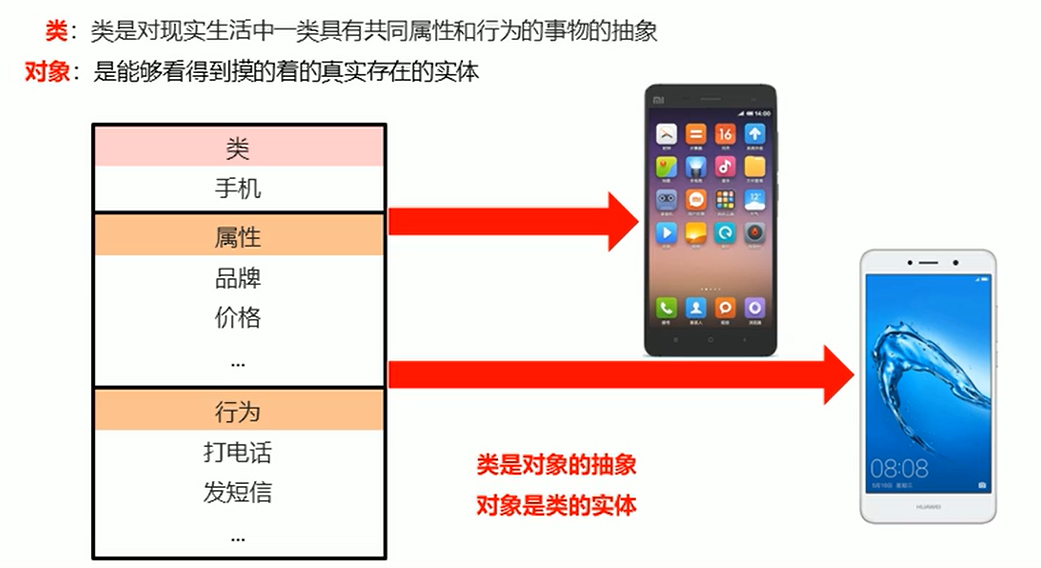 类：类是对现实生活中一类具有共同属性和行为的事物的抽象
对象：是能够看得到摸的着的真实存在的实体
类
手机
属性
品牌
价格
...
行为
打电话
发短信
...
mi
14:00
16
12°
08:08
HUAWEI
类是对象的抽象
对象是类的实体